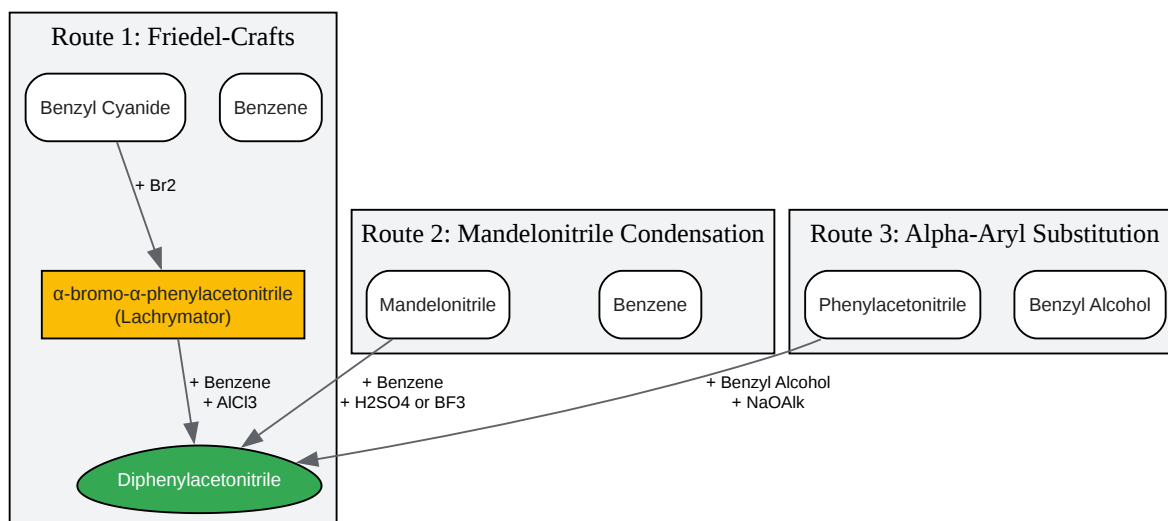 Route 1: Friedel-Crafts
Benzyl Cyanide
Benzene
+ Br2
α-bromo-α-phenylacetonitrile
(Lachrymator)
+ Benzene
+ AlCl3
Diphenylacetonitrile
Route 2: Mandelonitrile Condensation
Mandelonitrile
Benzene
+ Benzene
+ H2SO4 or BF3
Route 3: Alpha-Aryl Substitution
Phenylacetonitrile
Benzyl Alcohol
+ Benzyl Alcohol
+ NaOAlk